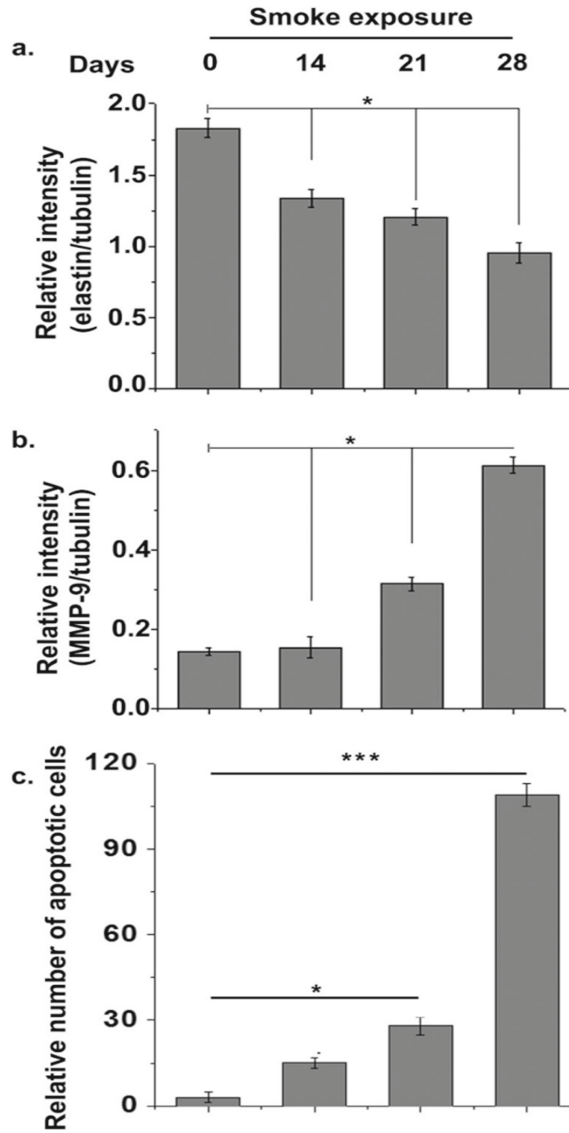 Smoke exposure
a.
Days 0 14 21 28
*
2.0
1.5
1.0
0.5
0.0
Relative intensity
(elastin/tubulin)
b.
*
0.6
0.4
0.2
0.0
Relative intensity
(MMP-9/tubulin)
c.
***
*
120
90
60
30
0
Relative number of apoptotic cells